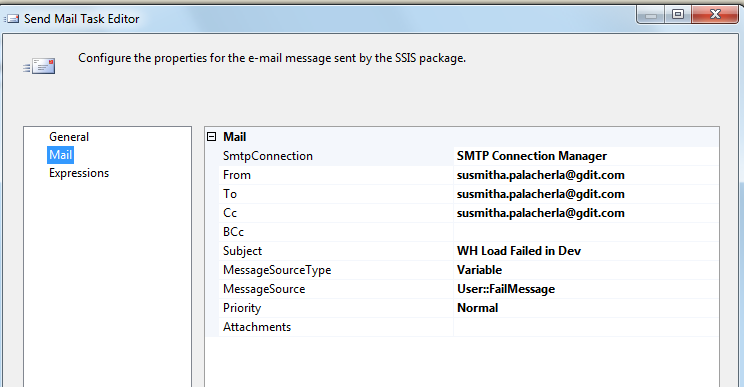 Send Mail Task Editor
Configure the properties for the e-mail message sent by the SSIS package.
General
Mail
Expressions
Mail
SmtpConnection SMTP Connection Manager
From susmitha.palacherla@gdit.com
To susmitha.palacherla@gdit.com
Cc susmitha.palacherla@gdit.com
BCc
Subject WH Load Failed in Dev
MessageSourceType Variable
MessageSource User::FailMessage
Priority Normal
Attachments